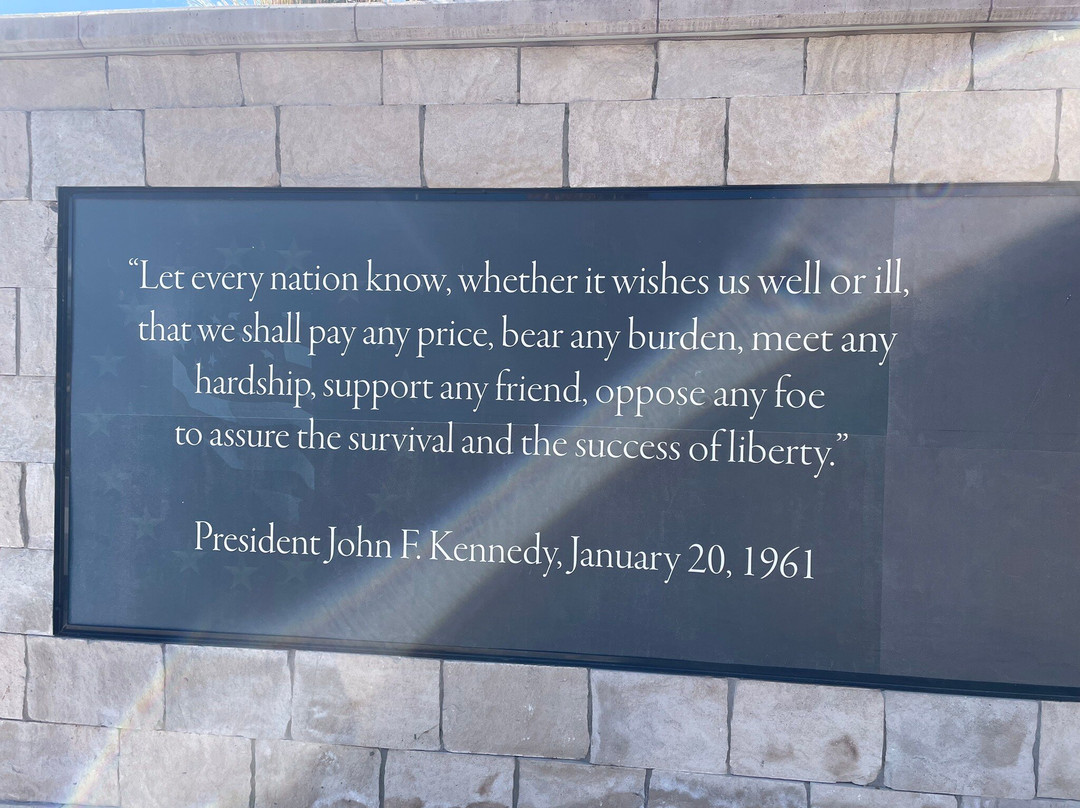 “Let every nation know, whether it wishes us well or ill,
that we shall pay any price, bear any burden, meet any
hardship, support any friend, oppose any foe
to assure the survival and the success of liberty.”
President John F. Kennedy, January 20, 1961